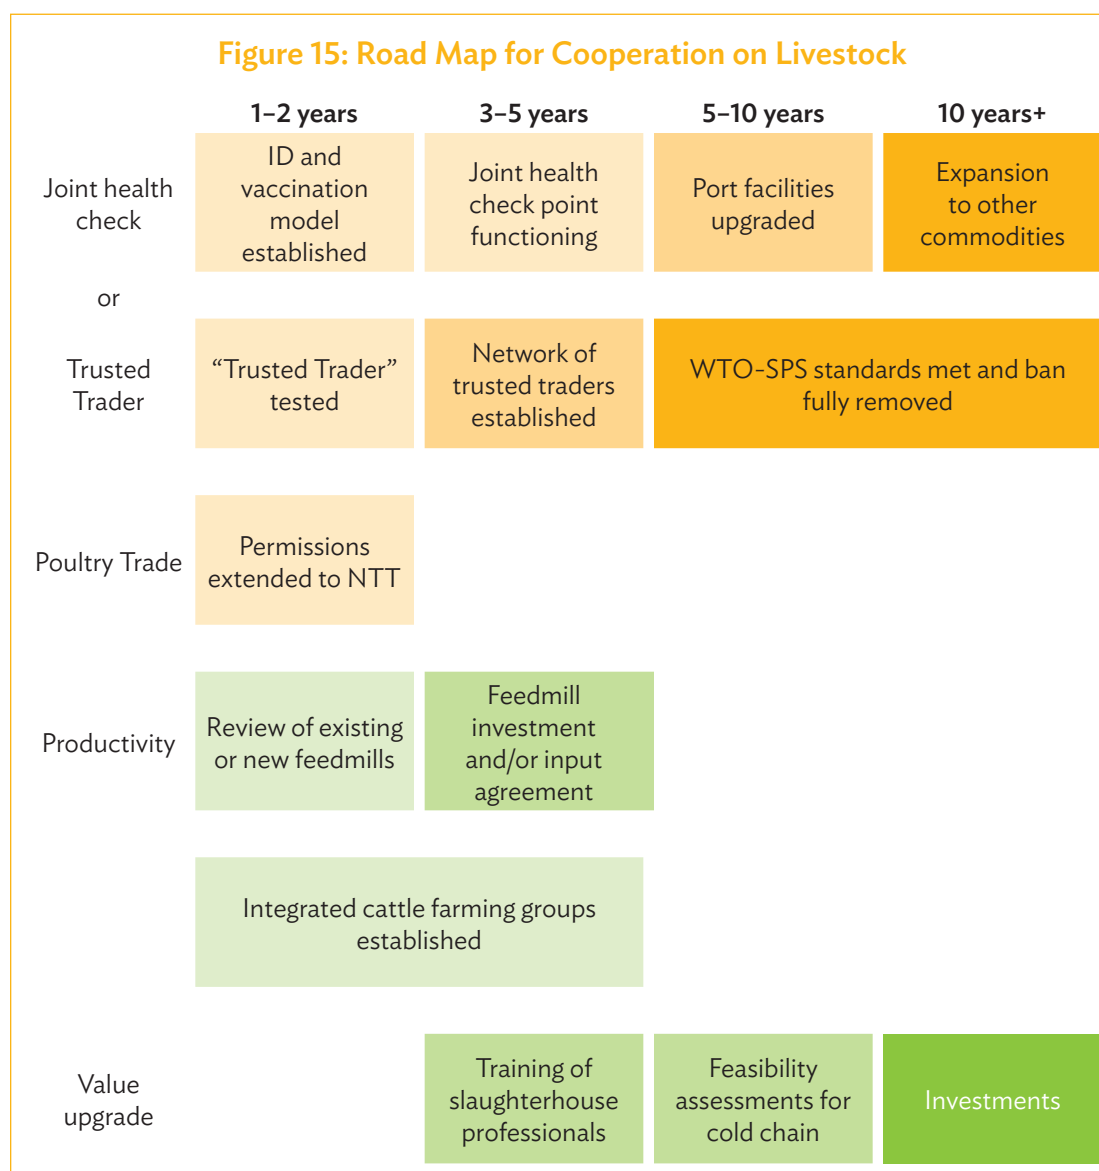 Figure 15: Road Map for Cooperation on Livestock
1–2 years
3–5 years
5–10 years
10 years+
Joint health
check
ID and
vaccination
model
established
Joint health
check point
functioning
Port facilities
upgraded
Expansion
to other
commodities
or
Trusted
Trader
“Trusted Trader”
tested
Network of
trusted traders
established
WTO-SPS standards met and ban
fully removed
Poultry Trade
Permissions
extended to NTT
Productivity
Review of existing
or new feedmills
Feedmill
investment
and/or input
agreement
Integrated cattle farming groups
established
Value
upgrade
Training of
slaughterhouse
professionals
Feasibility
assessments for
cold chain
Investments